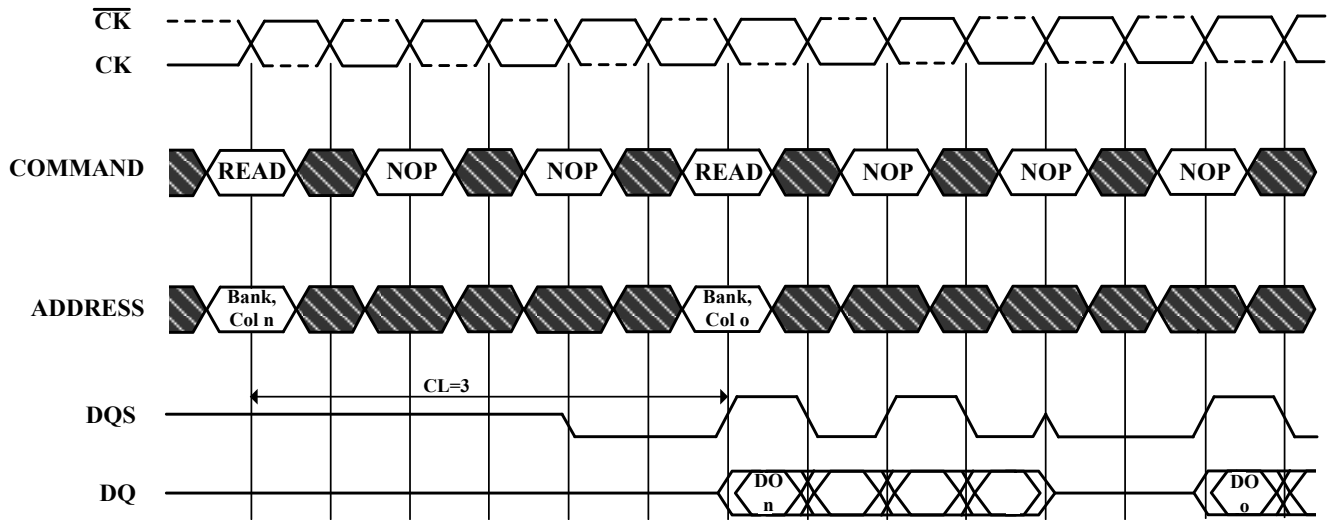 CK
CK
COMMAND READ NOP NOP READ NOP NOP NOP
ADDRESS Bank, Col n Bank, Col o
CL=3
DQS
DQ DO n DO o